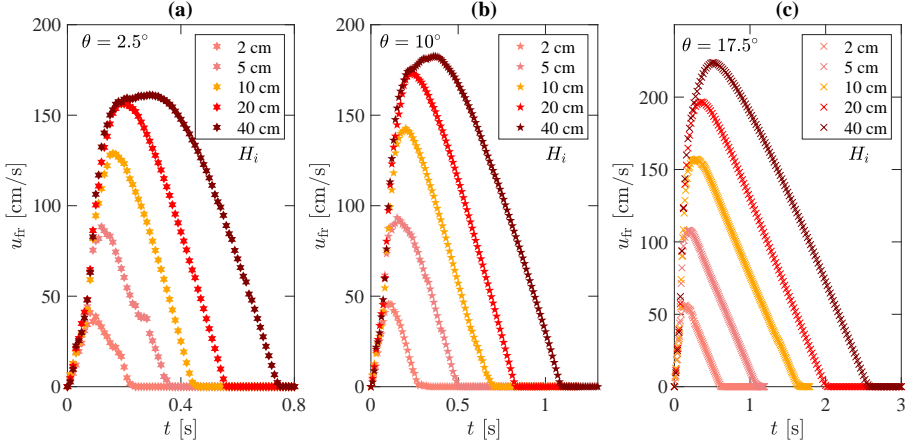 (a)
θ = 2.5°
2 cm
5 cm
10 cm
20 cm
40 cm
H_i
200
150
100
50
0
u_fr [cm/s]
0
0.4
0.8
t [s]
(b)
θ = 10°
2 cm
5 cm
10 cm
20 cm
40 cm
H_i
200
150
100
50
0
u_fr [cm/s]
0
0.5
1
t [s]
(c)
θ = 17.5°
2 cm
5 cm
10 cm
20 cm
40 cm
H_i
200
150
100
50
0
u_fr [cm/s]
0
1
2
3
t [s]